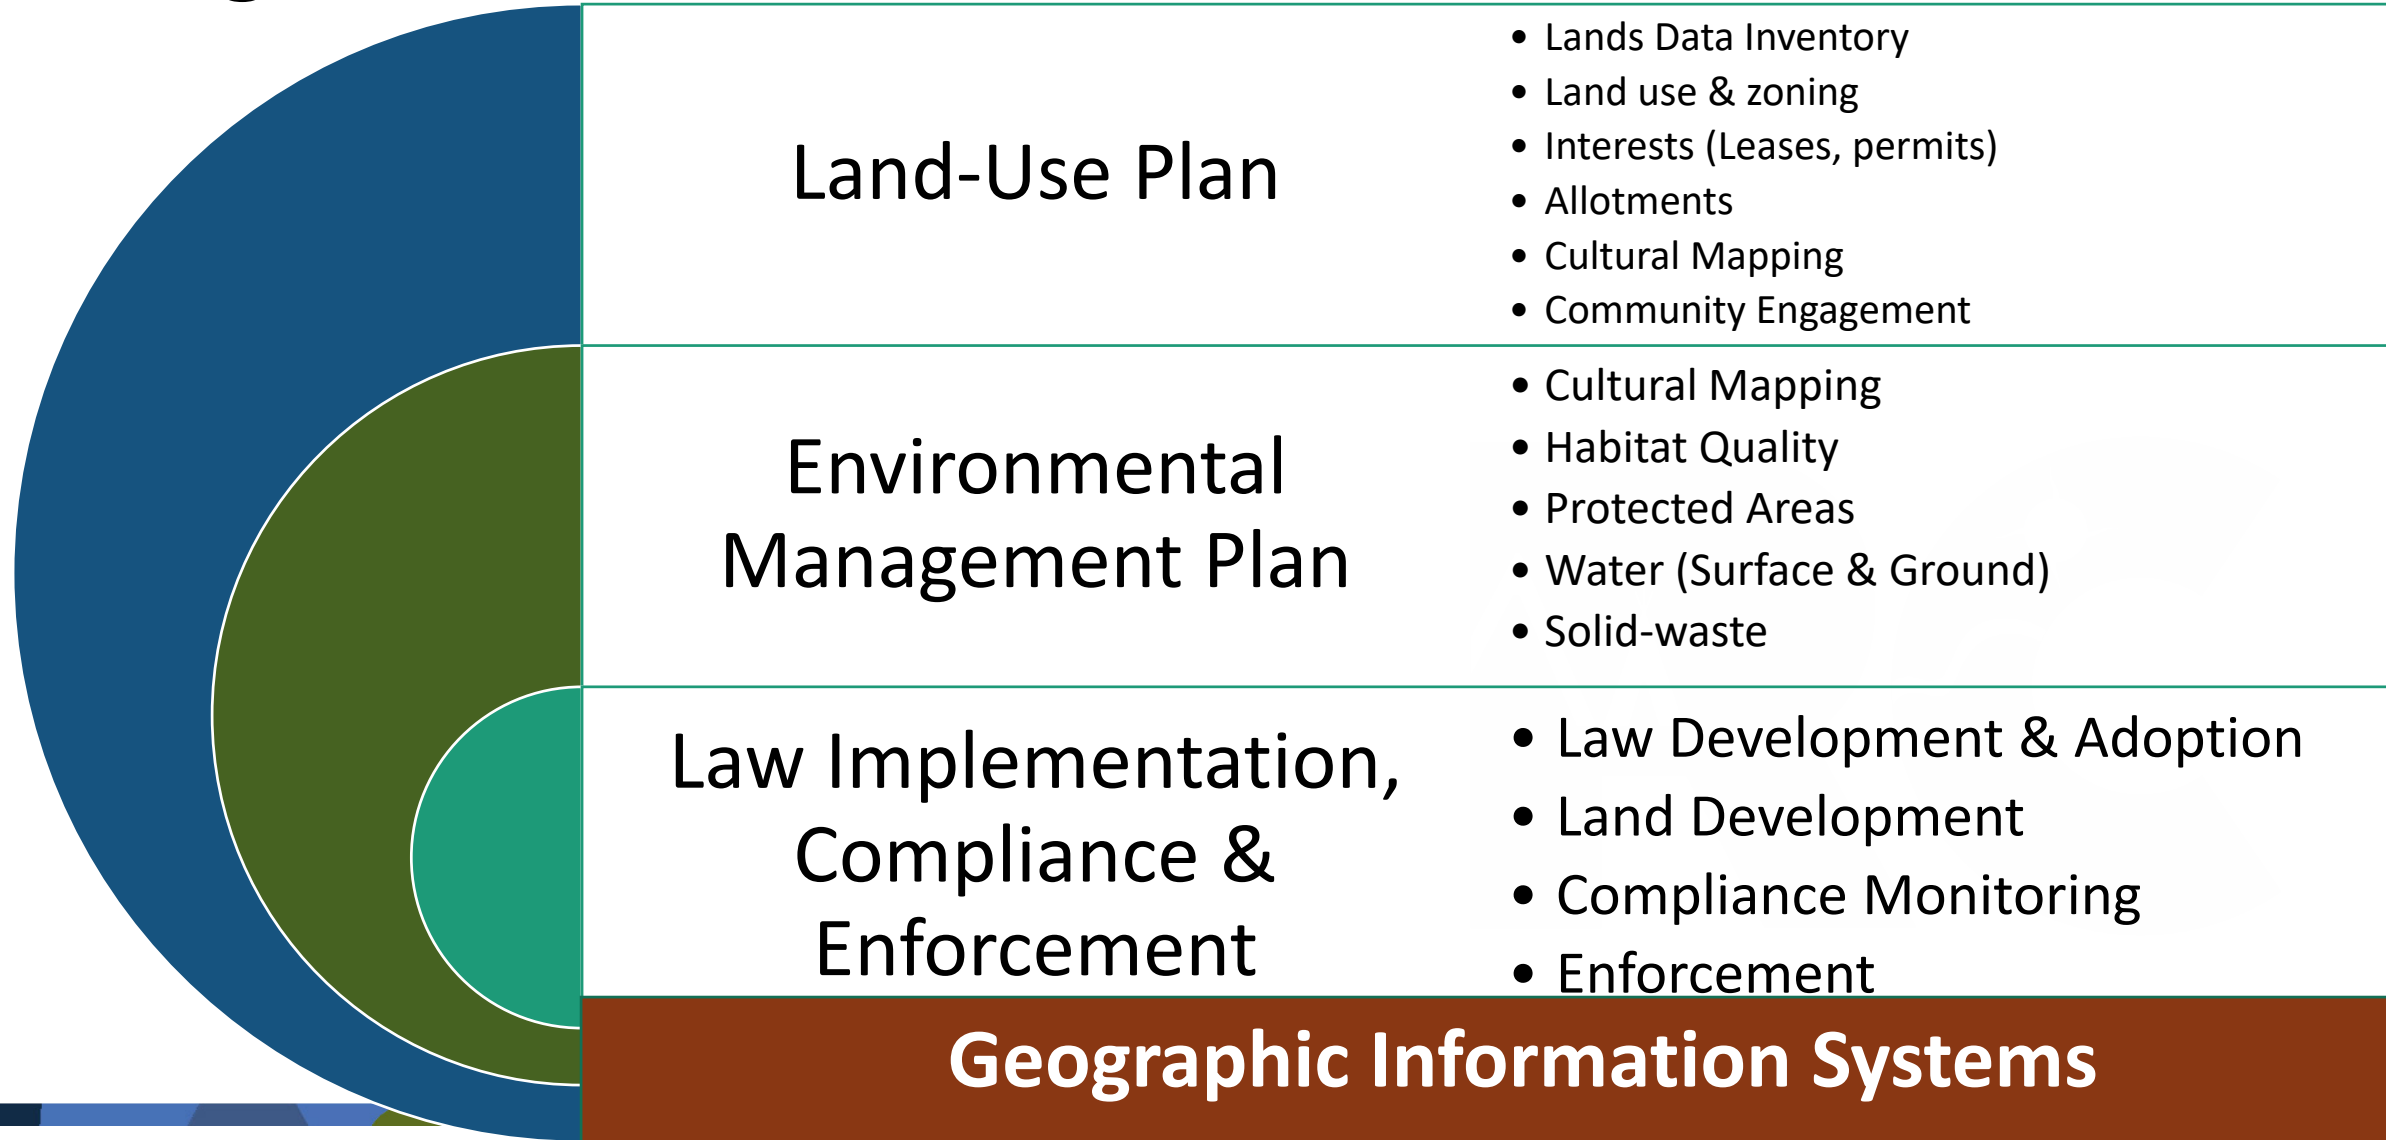 Land-Use Plan
• Lands Data Inventory
• Land use & zoning
• Interests (Leases, permits)
• Allotments
• Cultural Mapping
• Community Engagement
Environmental
Management Plan
• Cultural Mapping
• Habitat Quality
• Protected Areas
• Water (Surface & Ground)
• Solid-waste
Law Implementation,
Compliance &
Enforcement
• Law Development & Adoption
• Land Development
• Compliance Monitoring
• Enforcement
Geographic Information Systems